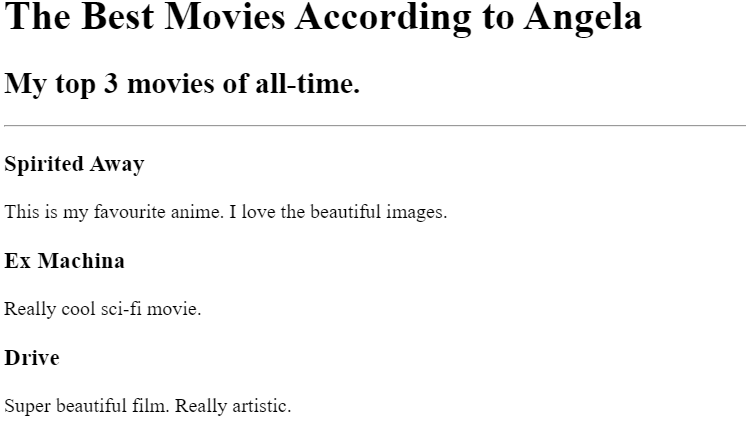 The Best Movies According to Angela
My top 3 movies of all-time.
Spirited Away
This is my favourite anime. I love the beautiful images.
Ex Machina
Really cool sci-fi movie.
Drive
Super beautiful film. Really artistic.